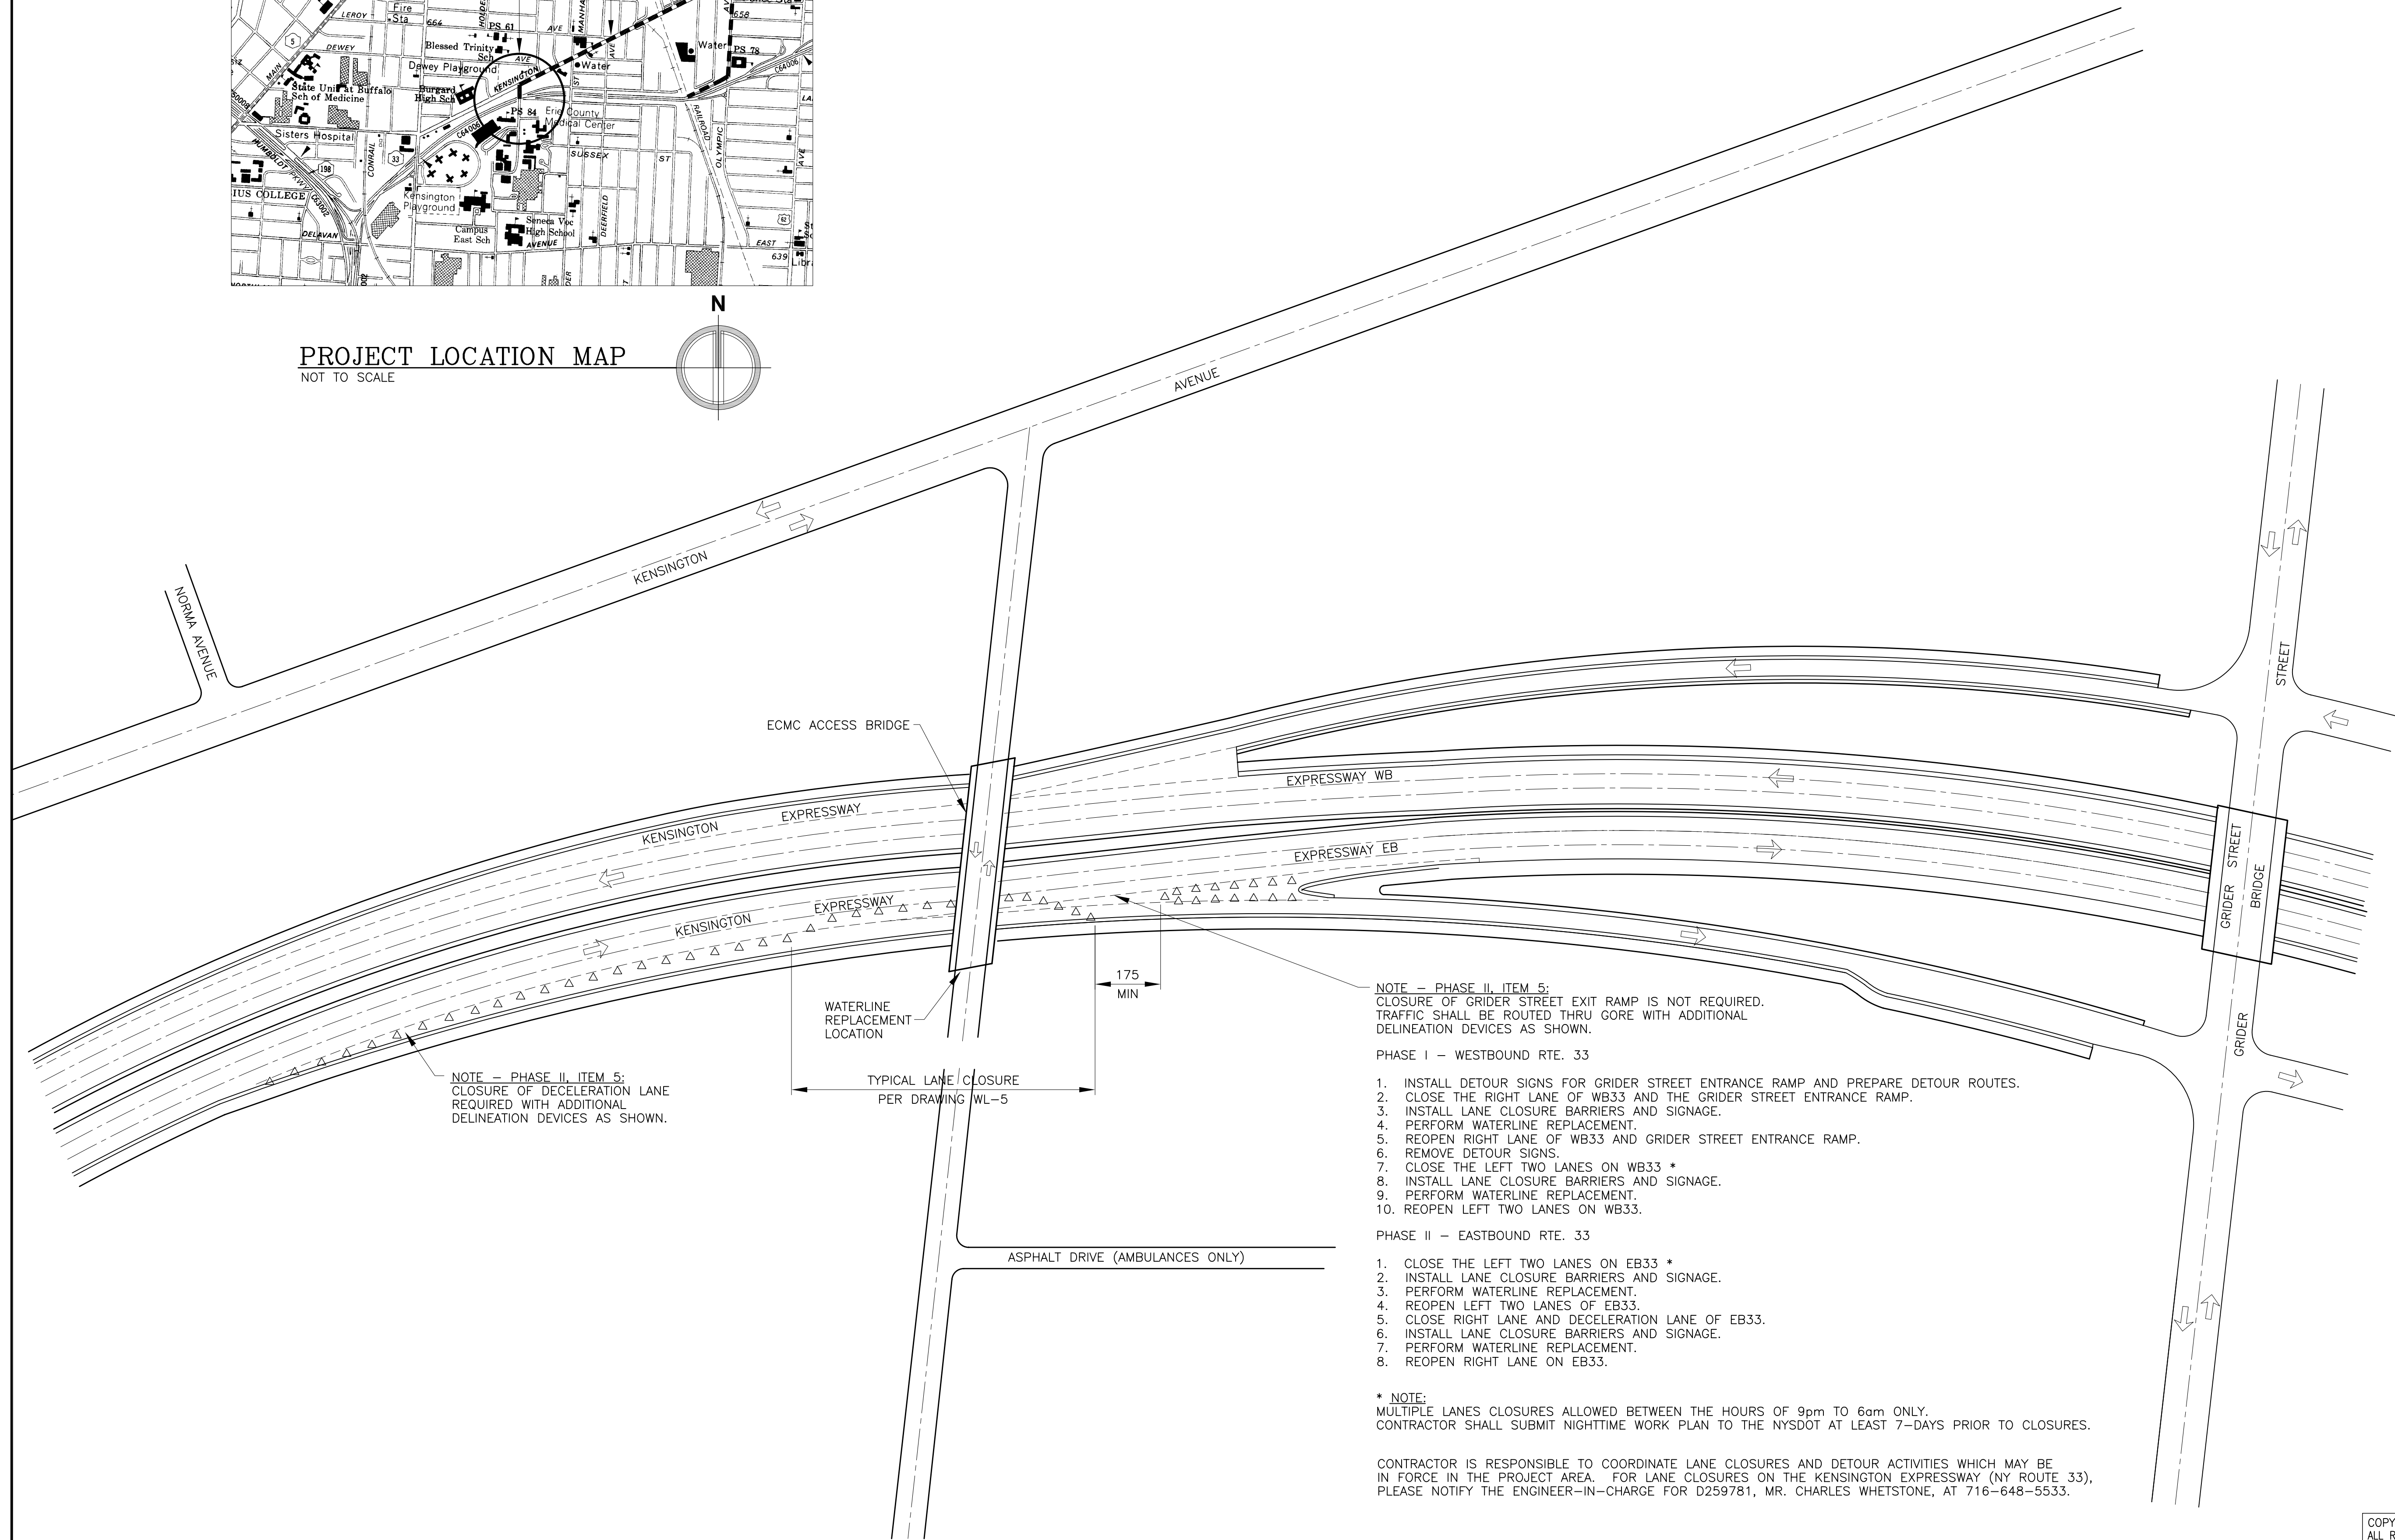 LEROY
Fire
Sta
664
HOLDE
PS 61
AVE
MANHA
AVE
658
5
DEWEY
MAIN
Blessed Trinity
Sch
Dewey Playground
AVE
KENSINGTON
Water
ST
Water
PS 78
C64006
State Univ at Buffalo
Sch of Medicine
Burgard
High Sch
PS 84
Erie County
Medical Center
C64006
RAILROAD
OLYMPIC
LA
Sisters Hospital
HUMBOLDT
PKWY
198
CONRAIL
33
SUSSEX
ST
AVE
IUS COLLEGE
C63002
Kensington
Playground
DEERFIELD
62
DELAVAN
Campus
East Sch
Seneca Voc
High School
AVENUE
EAST
639
Libr
N
PROJECT LOCATION MAP
NOT TO SCALE
AVENUE
KENSINGTON
NORMA AVENUE
STREET
ECMC ACCESS BRIDGE
EXPRESSWAY WB
KENSINGTON EXPRESSWAY
EXPRESSWAY EB
KENSINGTON EXPRESSWAY
GRIDER STREET
BRIDGE
GRIDER
175
MIN
WATERLINE
REPLACEMENT
LOCATION
TYPICAL LANE CLOSURE
PER DRAWING WL-5
NOTE - PHASE II, ITEM 5:
CLOSURE OF DECELERATION LANE
REQUIRED WITH ADDITIONAL
DELINEATION DEVICES AS SHOWN.
NOTE - PHASE II, ITEM 5:
CLOSURE OF GRIDER STREET EXIT RAMP IS NOT REQUIRED.
TRAFFIC SHALL BE ROUTED THRU GORE WITH ADDITIONAL
DELINEATION DEVICES AS SHOWN.
PHASE I - WESTBOUND RTE. 33
1. INSTALL DETOUR SIGNS FOR GRIDER STREET ENTRANCE RAMP AND PREPARE DETOUR ROUTES.
2. CLOSE THE RIGHT LANE OF WB33 AND THE GRIDER STREET ENTRANCE RAMP.
3. INSTALL LANE CLOSURE BARRIERS AND SIGNAGE.
4. PERFORM WATERLINE REPLACEMENT.
5. REOPEN RIGHT LANE OF WB33 AND GRIDER STREET ENTRANCE RAMP.
6. REMOVE DETOUR SIGNS.
7. CLOSE THE LEFT TWO LANES ON WB33 *
8. INSTALL LANE CLOSURE BARRIERS AND SIGNAGE.
9. PERFORM WATERLINE REPLACEMENT.
10. REOPEN LEFT TWO LANES ON WB33.
PHASE II - EASTBOUND RTE. 33
1. CLOSE THE LEFT TWO LANES ON EB33 *
2. INSTALL LANE CLOSURE BARRIERS AND SIGNAGE.
3. PERFORM WATERLINE REPLACEMENT.
4. REOPEN LEFT TWO LANES OF EB33.
5. CLOSE RIGHT LANE AND DECELERATION LANE OF EB33.
6. INSTALL LANE CLOSURE BARRIERS AND SIGNAGE.
7. PERFORM WATERLINE REPLACEMENT.
8. REOPEN RIGHT LANE ON EB33.
* NOTE:
MULTIPLE LANES CLOSURES ALLOWED BETWEEN THE HOURS OF 9pm TO 6am ONLY.
CONTRACTOR SHALL SUBMIT NIGHTTIME WORK PLAN TO THE NYSDOT AT LEAST 7-DAYS PRIOR TO CLOSURES.
CONTRACTOR IS RESPONSIBLE TO COORDINATE LANE CLOSURES AND DETOUR ACTIVITIES WHICH MAY BE
IN FORCE IN THE PROJECT AREA. FOR LANE CLOSURES ON THE KENSINGTON EXPRESSWAY (NY ROUTE 33),
PLEASE NOTIFY THE ENGINEER-IN-CHARGE FOR D259781, MR. CHARLES WHETSTONE, AT 716-648-5533.
ASPHALT DRIVE (AMBULANCES ONLY)
COPY
ALL R